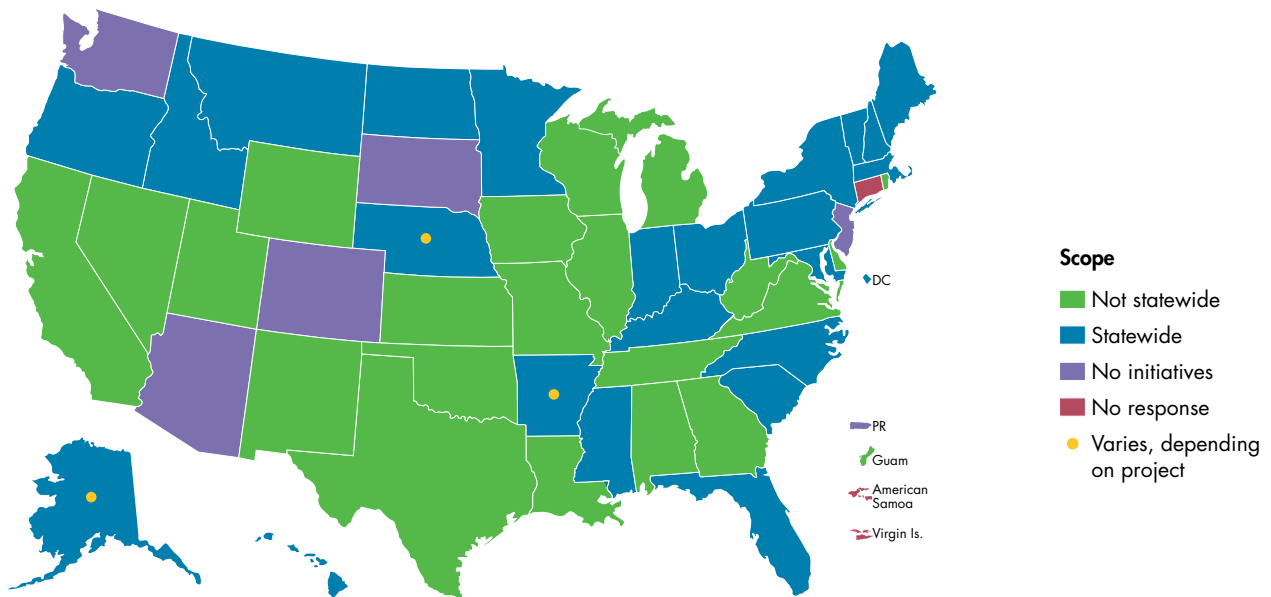 DC
PR
Guam
American
Samoa
Virgin Is.
Scope
Not statewide
Statewide
No initiatives
No response
Varies, depending
on project